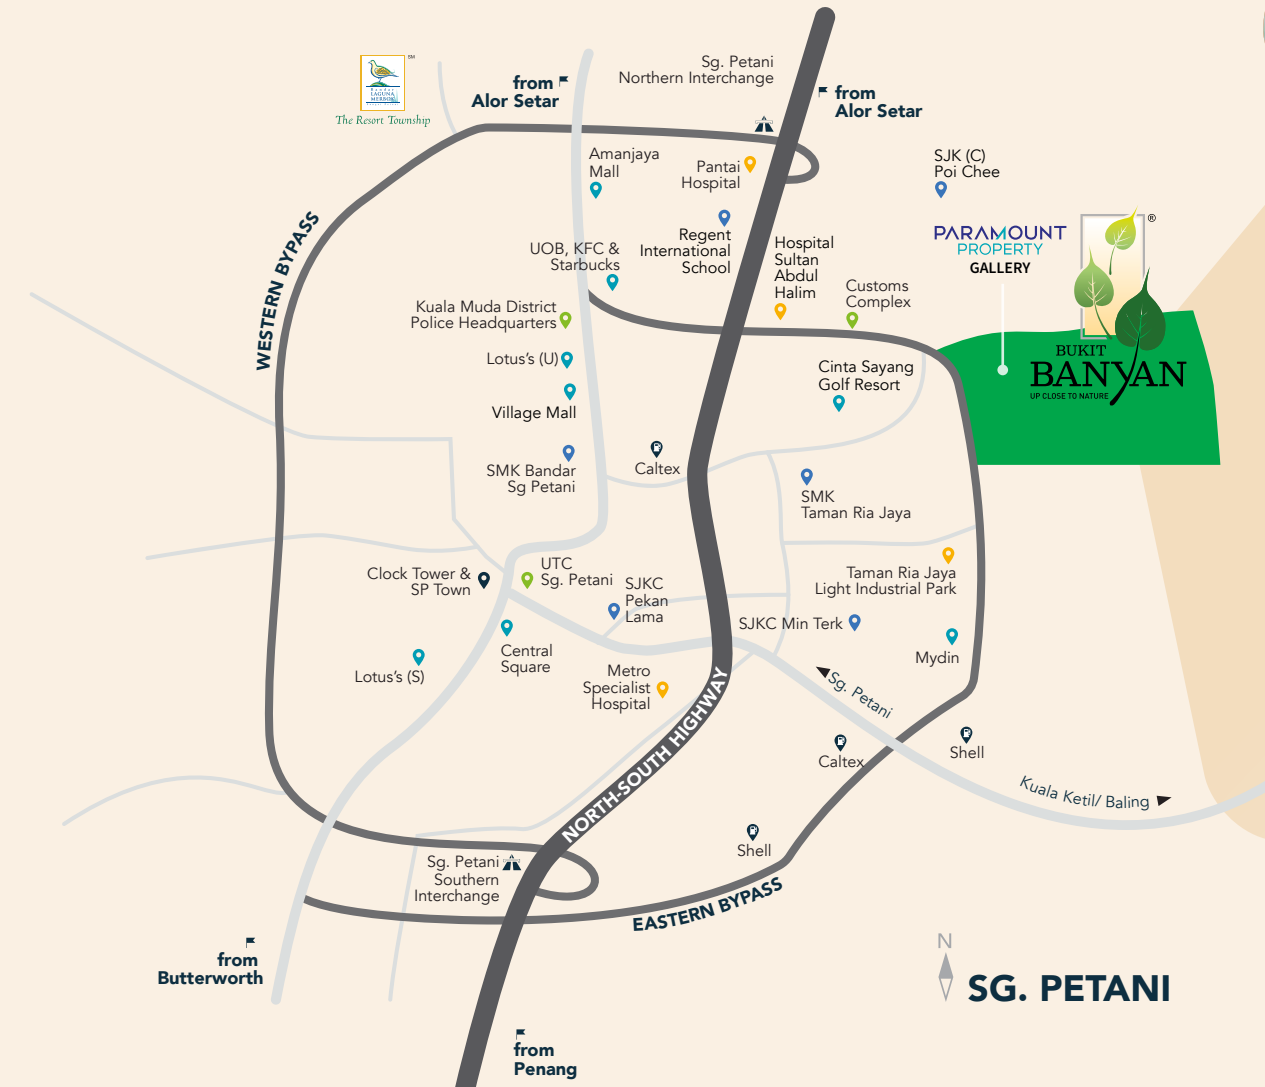 Sg. Petani
Northern Interchange
from
Alor Setar
from
Alor Setar
SM
LAGUNA
MERBOK
The Resort Township
Amanjaya
Mall
Pantai
Hospital
SJK (C)
Poi Chee
WESTERN BYPASS
Regent
International
School
UOB, KFC &
Starbucks
Hospital
Sultan
Abdul
Halim
PARAMOUNT
PROPERTY
GALLERY
®
Customs
Complex
Kuala Muda District
Police Headquarters
Lotus's (U)
Village Mall
Cinta Sayang
Golf Resort
BUKIT
BANYAN
UP CLOSE TO NATURE
SMK Bandar
Sg Petani
Caltex
SMK
Taman Ria Jaya
Clock Tower &
SP Town
UTC
Sg. Petani
SJKC
Pekan
Lama
Taman Ria Jaya
Light Industrial Park
SJKC Min Terk
Mydin
Central
Square
Lotus's (S)
Metro
Specialist
Hospital
Sg. Petani
Caltex
Shell
Kuala Ketil/ Baling
NORTH-SOUTH HIGHWAY
Shell
Sg. Petani
Southern
Interchange
EASTERN BYPASS
from
Butterworth
N
SG. PETANI
from
Penang